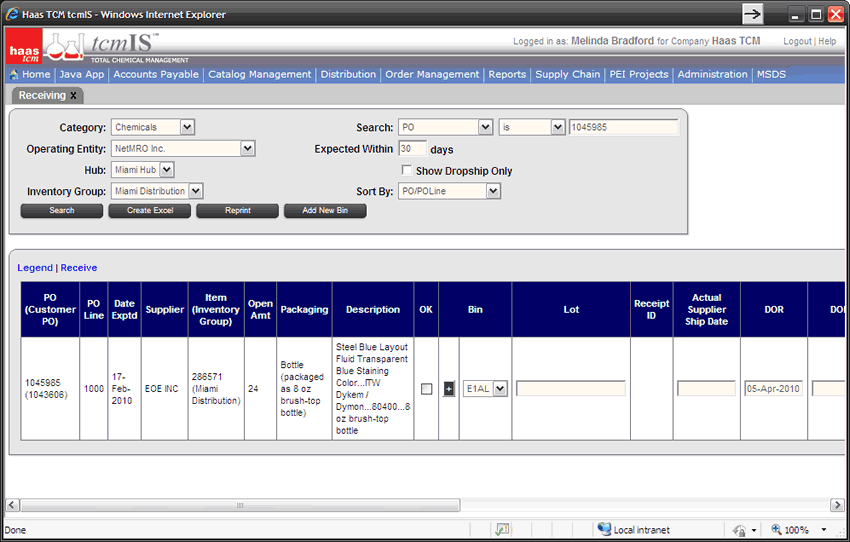 Haas TCM tcmIS - Windows Internet Explorer
haas tcm
tcmIS™
TOTAL CHEMICAL MANAGEMENT
Logged in as: Melinda Bradford for Company Haas TCM Logout | Help
Home | Java App | Accounts Payable | Catalog Management | Distribution | Order Management | Reports | Supply Chain | PEI Projects | Administration | MSDS
Receiving x
Category: Chemicals Search: PO is 1045985
Operating Entity: NetMRO Inc. Expected Within 30 days
Hub: Miami Hub Show Dropship Only
Inventory Group: Miami Distribution Sort By: PO/POLine
Search Create Excel Reprint Add New Bin
Legend | Receive
PO (Customer PO)
PO Line
Date Exptd
Supplier
Item (Inventory Group)
Open Amt
Packaging
Description
OK
Bin
Lot
Receipt ID
Actual Supplier Ship Date
DOR
DO
1045985 (1043606)
1000
17-Feb-2010
EOE INC
286571 (Miami Distribution)
24
Bottle (packaged as 8 oz brush-top bottle)
Steel Blue Layout
Fluid Transparent
Blue Staining
Color...ITW
Dykem /
Dymon...80400...8
oz brush-top
bottle
+
E1AL
05-Apr-2010
Done Local intranet 100%